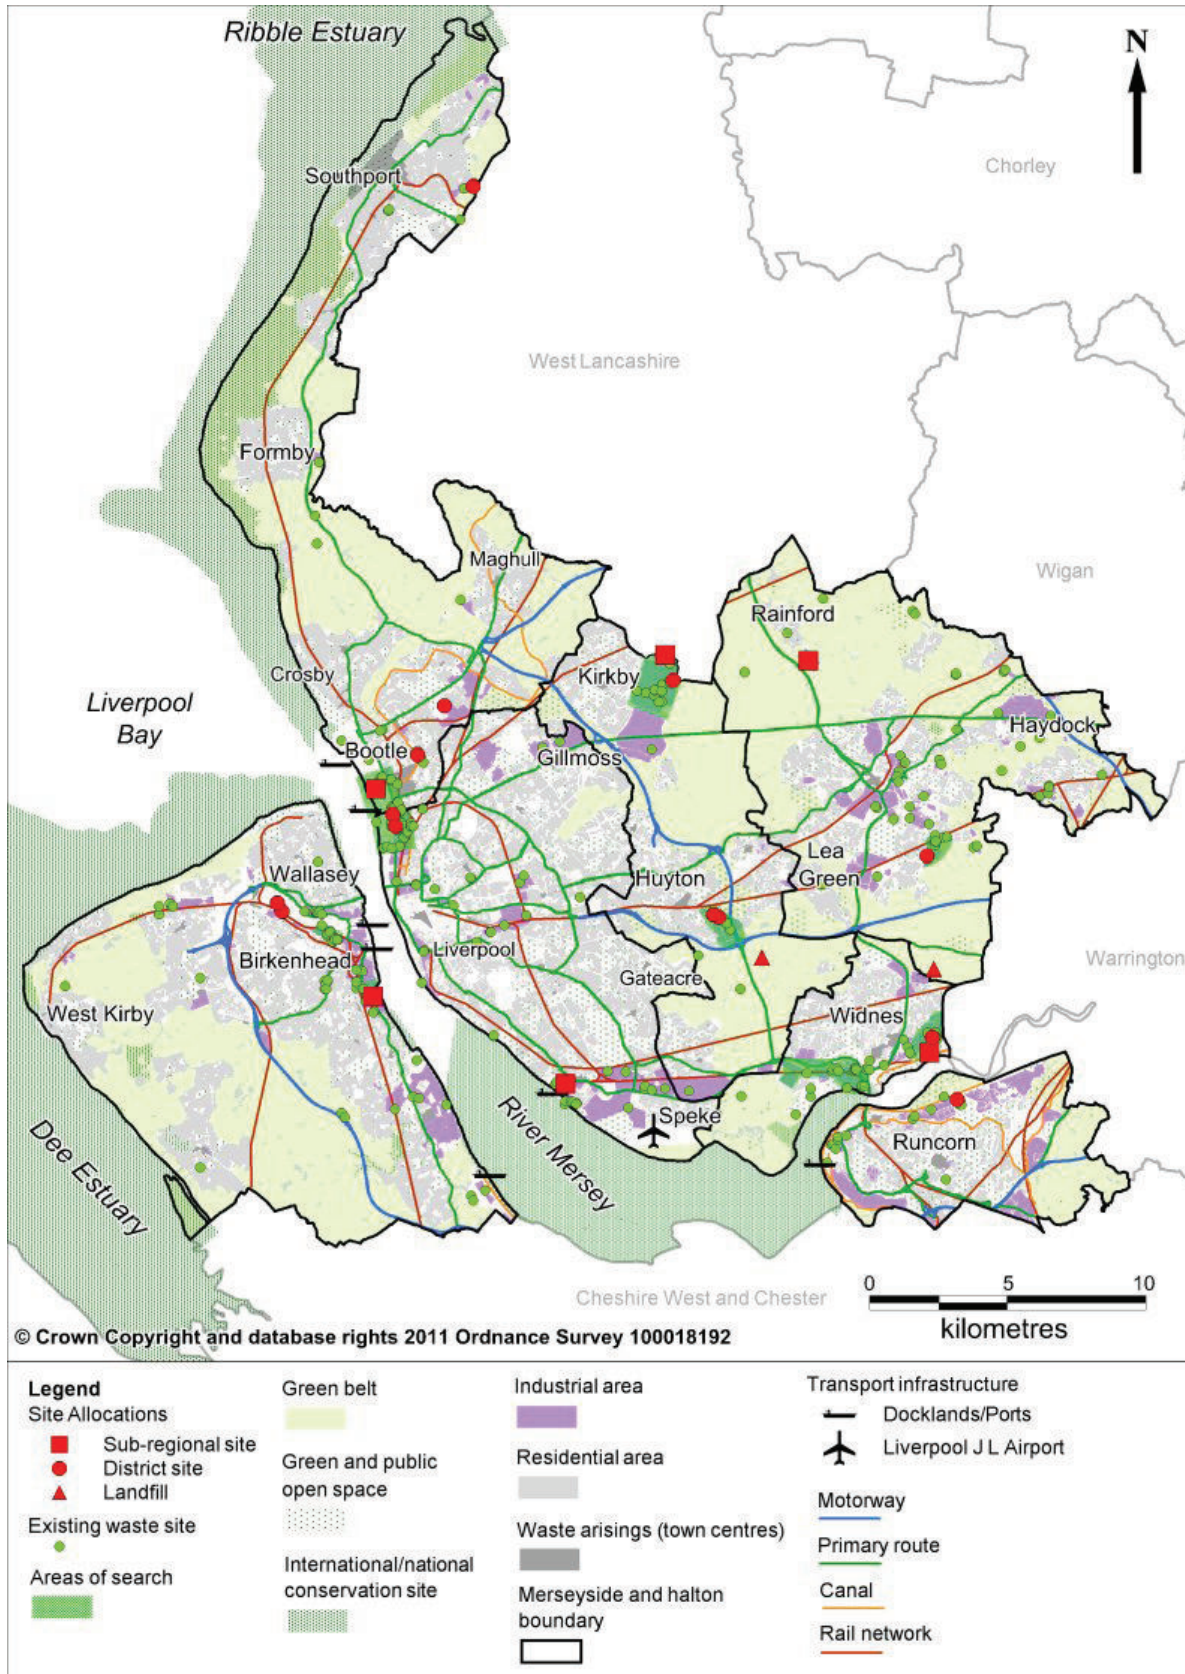 Ribble Estuary
N
Chorley
Southport
West Lancashire
Formby
Maghull
Wigan
Rainford
Crosby
Kirkby
Liverpool
Bay
Haydock
Bootle
Gillmoss
Lea
Green
Wallasey
Huyton
Liverpool
Birkenhead
Gateacre
Warrington
West Kirby
Widnes
Speke
River Mersey
Runcorn
Dee Estuary
0 5 10
kilometres
Cheshire West and Chester
© Crown Copyright and database rights 2011 Ordnance Survey 100018192
Legend
Site Allocations
Sub-regional site
District site
Landfill
Existing waste site
Areas of search
Green belt
Green and public
open space
International/national
conservation site
Industrial area
Residential area
Waste arisings (town centres)
Merseyside and halton
boundary
Transport infrastructure
Docklands/Ports
Liverpool J L Airport
Motorway
Primary route
Canal
Rail network